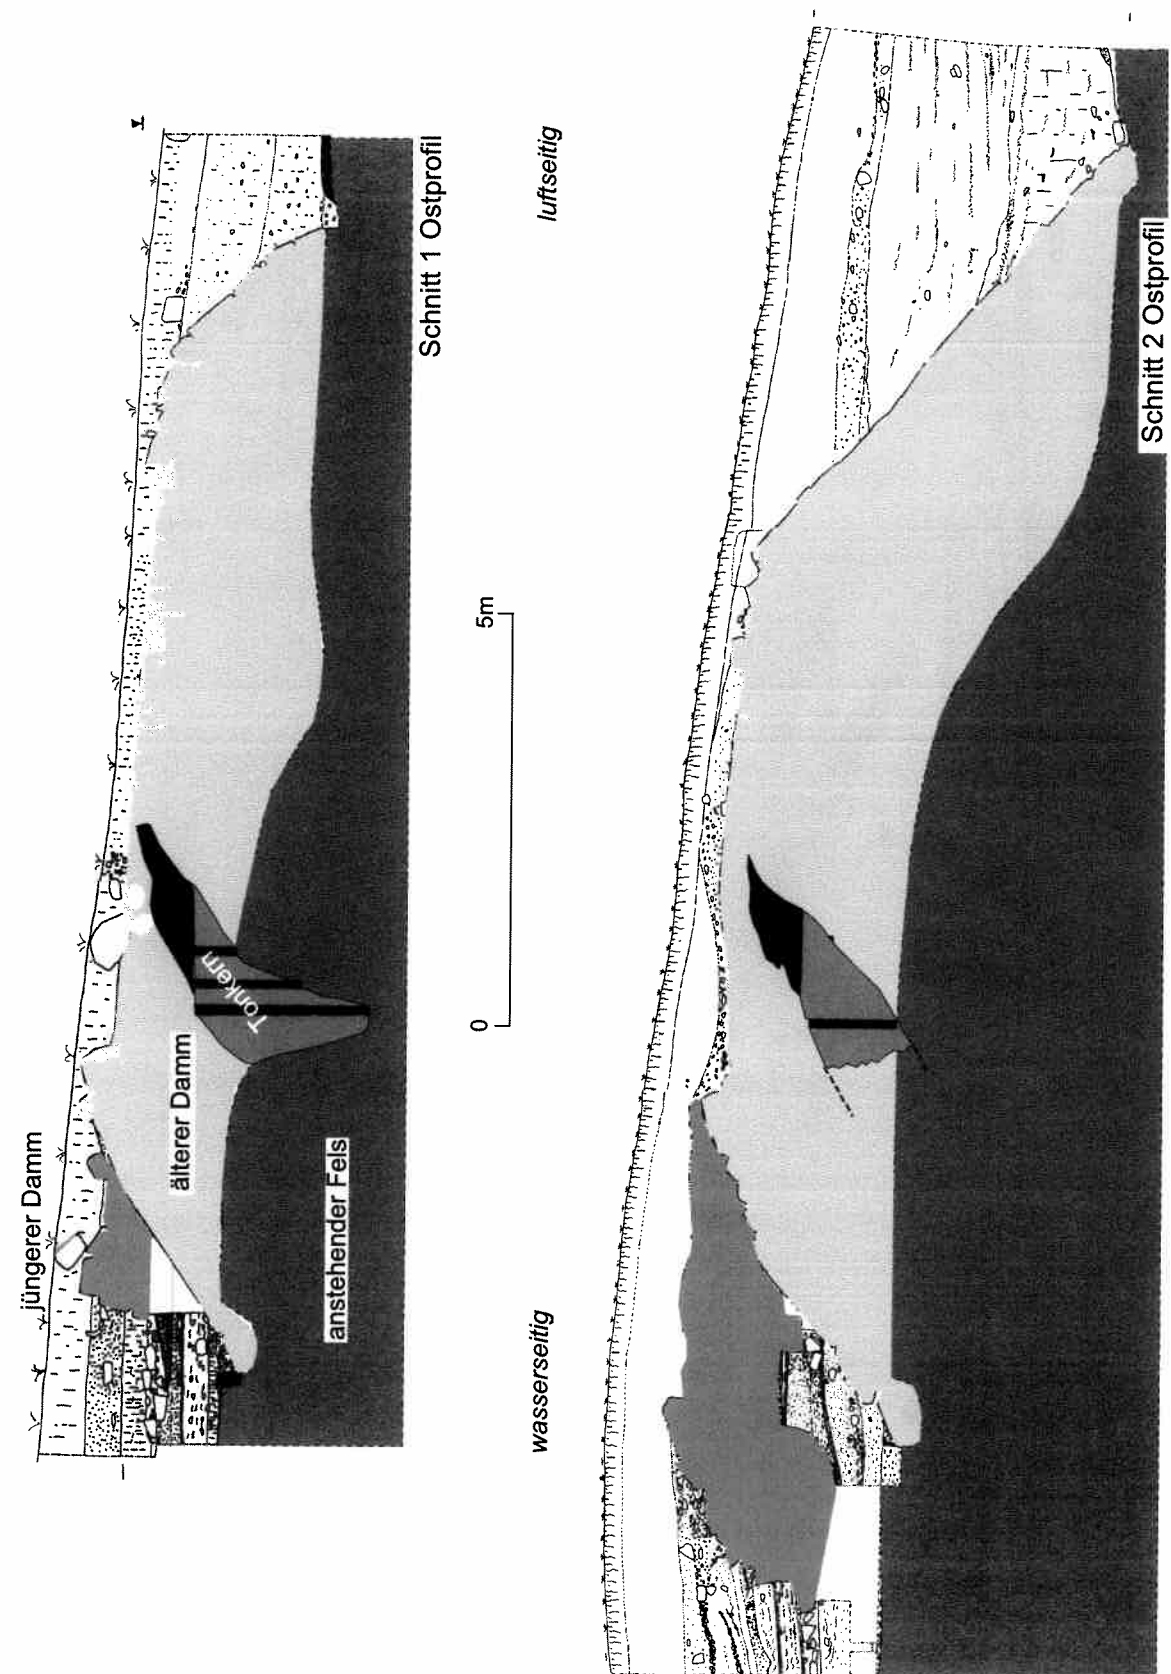 jüngerer Damm
älterer Damm
Tonkern
anstehender Fels
Schnitt 1 Ostprofil
0
5m
wasserseitig
luftseitig
Schnitt 2 Ostprofil